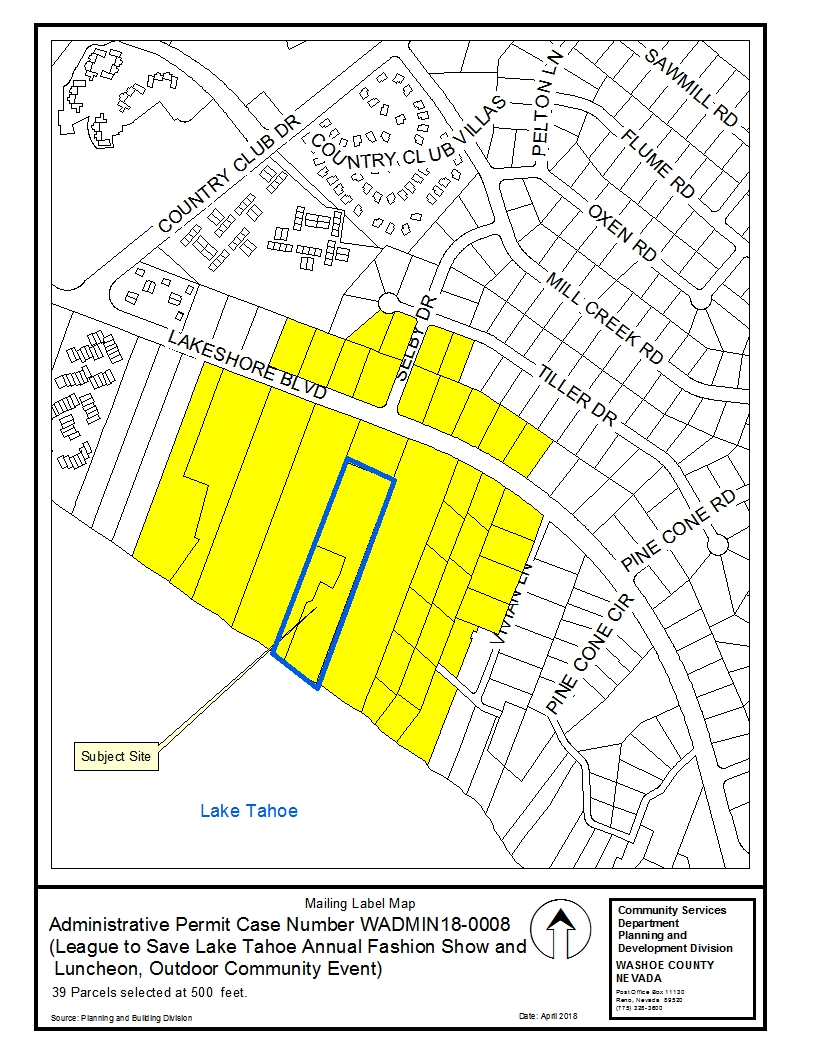 SAWMILL RD
PELTON LN
FLUME RD
COUNTRY CLUB DR
COUNTRY CLUB VILLAS
OXEN RD
MILL CREEK RD
SELBY DR
LAKESHORE BLVD
TILLER DR
PINE CONE RD
VIVIAN LN
PINE CONE CIR
Subject Site
Lake Tahoe
Mailing Label Map
Administrative Permit Case Number WADMIN18-0008
(League to Save Lake Tahoe Annual Fashion Show and
Luncheon, Outdoor Community Event)
39 Parcels selected at 500 feet.
Source: Planning and Building Division
Date: April 2018
Community Services
Department
Planning and
Development Division
WASHOE COUNTY
NEVADA
Post Office Box 11130
Reno, Nevada 89520
(775) 328-3600